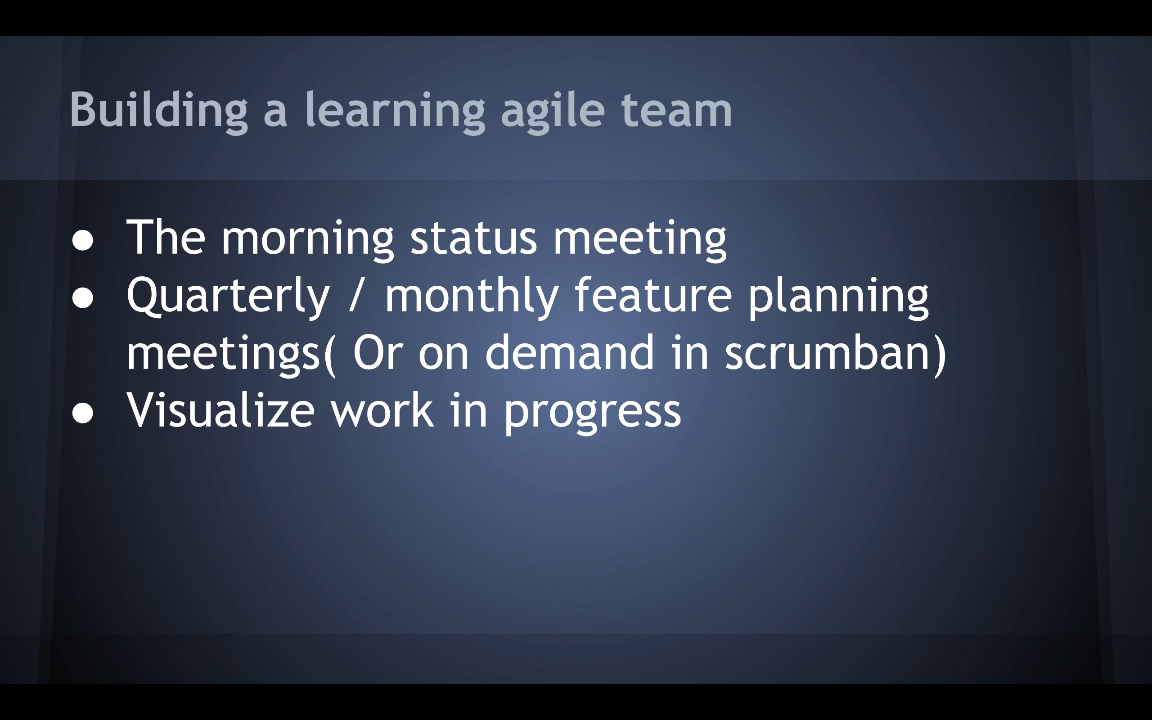 Building a learning agile team
● The morning status meeting
● Quarterly / monthly feature planning
meetings( Or on demand in scrumban)
● Visualize work in progress